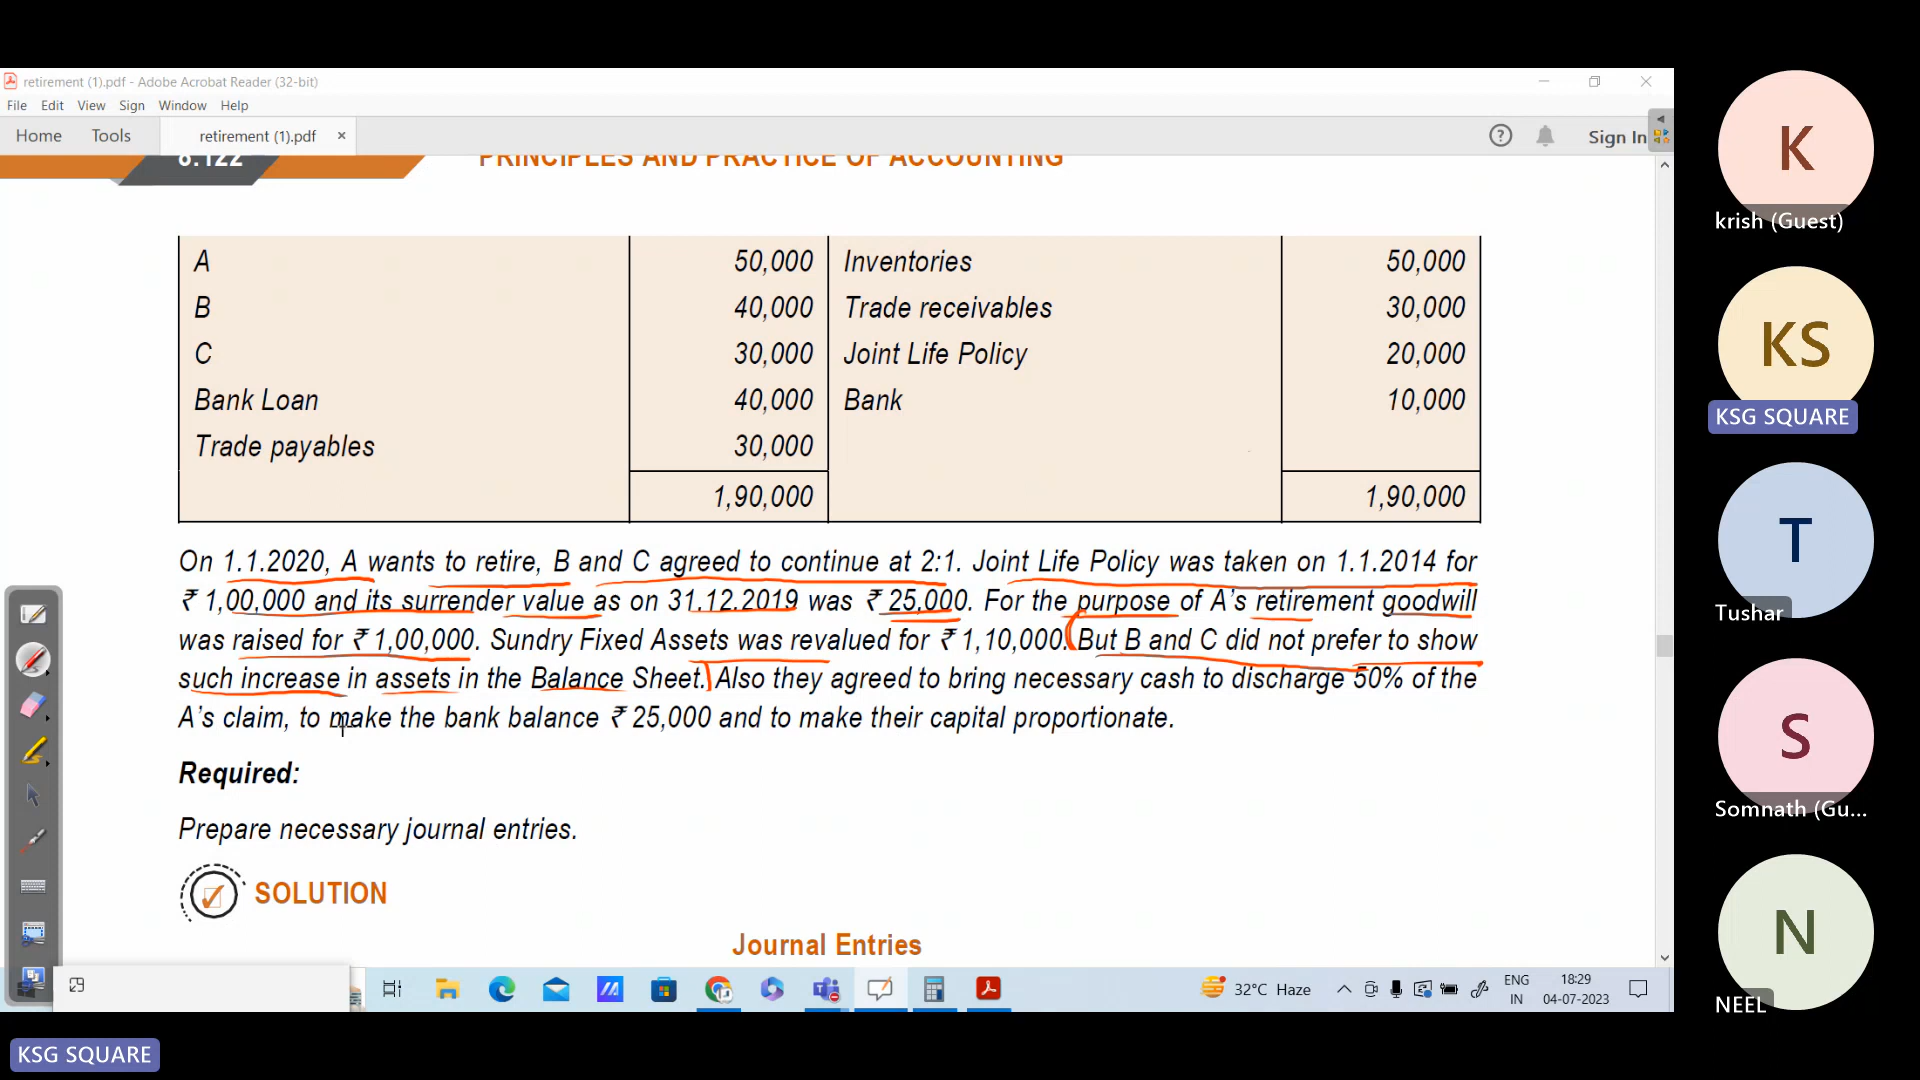 retirement (1).pdf - Adobe Acrobat Reader (32-bit)
File Edit View Sign Window Help
Home Tools retirement (1).pdf × Sign In
6.122 PRINCIPLES AND PRACTICE OF ACCOUNTING
A 50,000 Inventories 50,000
B 40,000 Trade receivables 30,000
C 30,000 Joint Life Policy 20,000
Bank Loan 40,000 Bank 10,000
Trade payables 30,000
1,90,000 1,90,000
On 1.1.2020, A wants to retire, B and C agreed to continue at 2:1. Joint Life Policy was taken on 1.1.2014 for
₹ 1,00,000 and its surrender value as on 31.12.2019 was ₹ 25,000. For the purpose of A's retirement goodwill
was raised for ₹ 1,00,000. Sundry Fixed Assets was revalued for ₹ 1,10,000. But B and C did not prefer to show
such increase in assets in the Balance Sheet. Also they agreed to bring necessary cash to discharge 50% of the
A's claim, to make the bank balance ₹ 25,000 and to make their capital proportionate.
Required:
Prepare necessary journal entries.
SOLUTION
Journal Entries
32°C Haze
ENG
IN
18:29
04-07-2023
K
krish (Guest)
KS
KSG SQUARE
T
Tushar
S
Somnath (Gu...
N
NEEL
KSG SQUARE